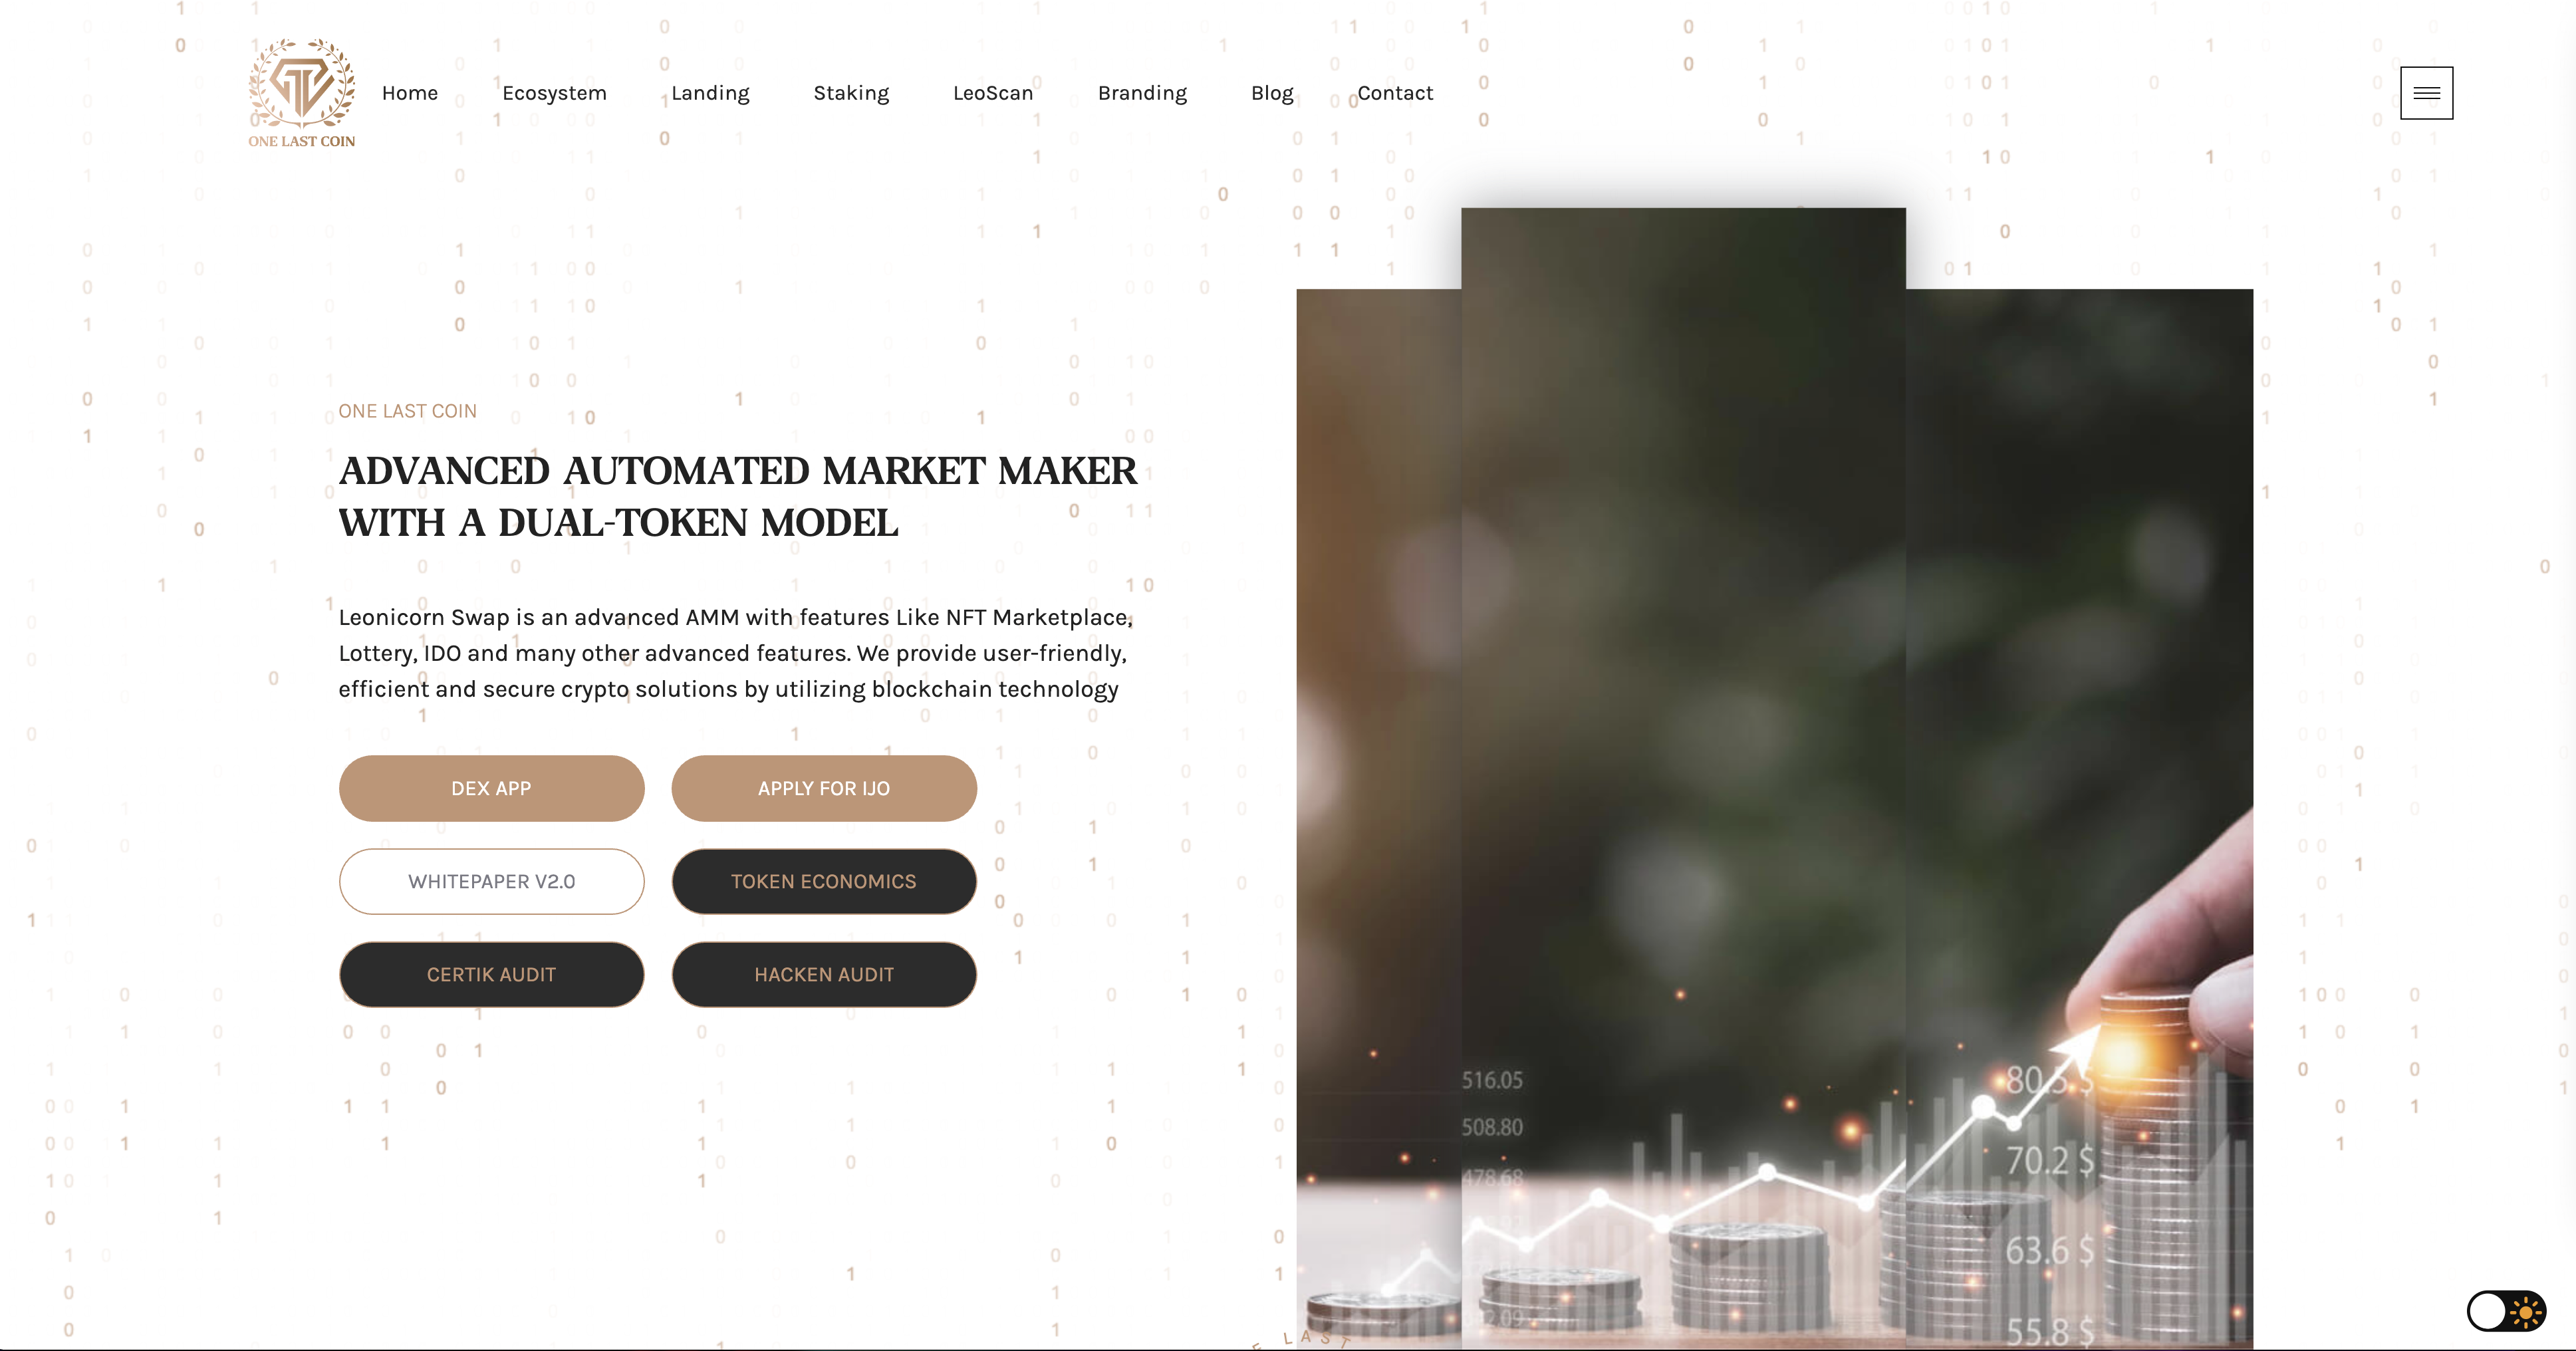 ONE LAST COIN
Home Ecosystem Landing Staking LeoScan Branding Blog Contact
ONE LAST COIN
ADVANCED AUTOMATED MARKET MAKER
WITH A DUAL-TOKEN MODEL
Leonicorn Swap is an advanced AMM with features Like NFT Marketplace,
Lottery, IDO and many other advanced features. We provide user-friendly,
efficient and secure crypto solutions by utilizing blockchain technology
DEX APP
APPLY FOR IJO
WHITEPAPER V2.0
TOKEN ECONOMICS
CERTIK AUDIT
HACKEN AUDIT
516.05
508.80
478.68
80.5 $
70.2 $
63.6 $
55.8 $
LAST